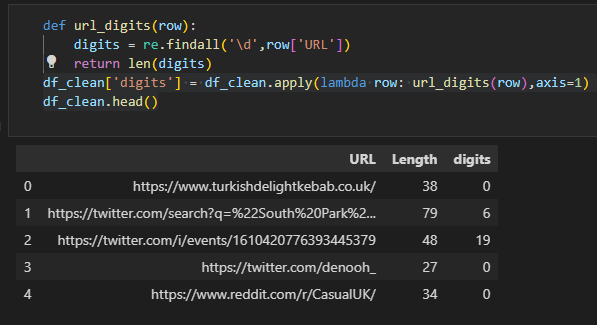 def url_digits(row):
    digits = re.findall('\d',row['URL'])
    return len(digits)
df_clean['digits'] = df_clean.apply(lambda row: url_digits(row),axis=1)
df_clean.head()
URL Length digits
0 https://www.turkishdelightkebab.co.uk/ 38 0
1 https://twitter.com/search?q=%22South%20Park%2... 79 6
2 https://twitter.com/i/events/1610420776393445379 48 19
3 https://twitter.com/denooh_ 27 0
4 https://www.reddit.com/r/CasualUK/ 34 0